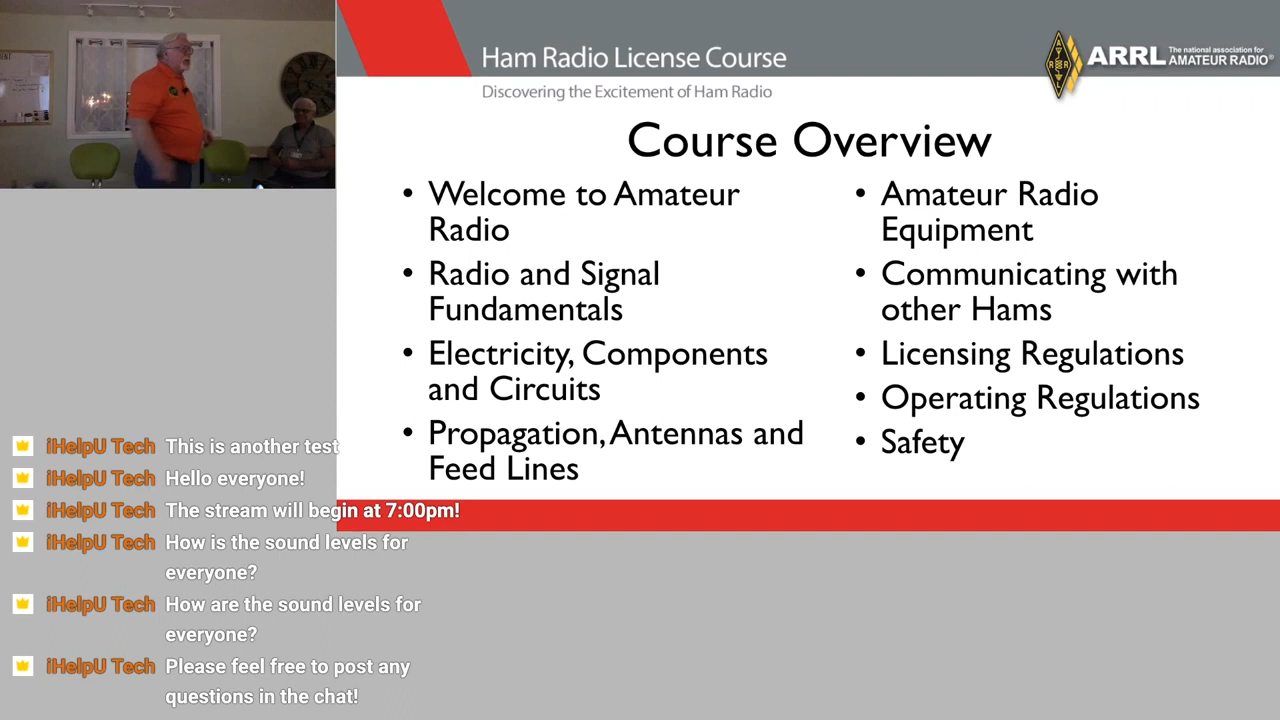 Ham Radio License Course
ARRL The national association for
AMATEUR RADIO®
Discovering the Excitement of Ham Radio
Course Overview
• Welcome to Amateur
Radio
• Radio and Signal
Fundamentals
• Electricity, Components
and Circuits
• Propagation, Antennas and
Feed Lines
• Amateur Radio
Equipment
• Communicating with
other Hams
• Licensing Regulations
• Operating Regulations
• Safety
iHelpU Tech This is another test
iHelpU Tech Hello everyone!
iHelpU Tech The stream will begin at 7:00pm!
iHelpU Tech How is the sound levels for
everyone?
iHelpU Tech How are the sound levels for
everyone?
iHelpU Tech Please feel free to post any
questions in the chat!